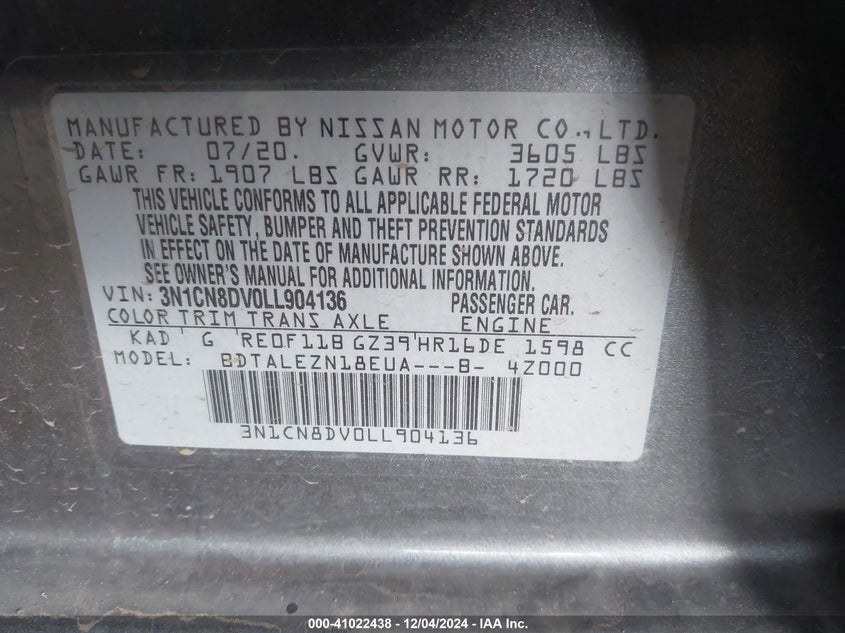 MANUFACTURED BY NISSAN MOTOR CO., LTD.
DATE: 07/20. GVWR: 3605 LBS
GAWR FR: 1907 LBS GAWR RR: 1720 LBS
THIS VEHICLE CONFORMS TO ALL APPLICABLE FEDERAL MOTOR
VEHICLE SAFETY, BUMPER AND THEFT PREVENTION STANDARDS
IN EFFECT ON THE DATE OF MANUFACTURE SHOWN ABOVE.
SEE OWNER'S MANUAL FOR ADDITIONAL INFORMATION.
VIN: 3N1CN8DV0LL904136 PASSENGER CAR.
COLOR TRIM TRANS AXLE ENGINE
KAD G RE0F11B GZ39 HR16DE 1598 CC
MODEL: BDTALEZN18EUA---B- 4Z000
3N1CN8DV0LL904136
000-41022438 - 12/04/2024 - IAA Inc.